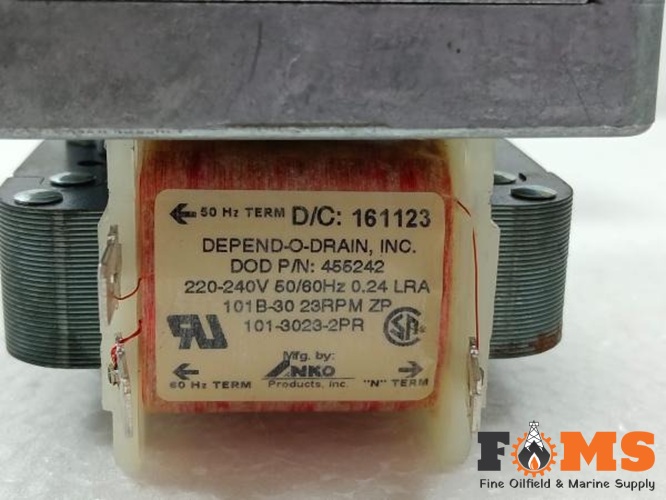 ← 50 Hz TERM D/C: 161123
DEPEND-O-DRAIN, INC.
DOD P/N: 455242
220-240V 50/60Hz 0.24 LRA
101B-30 23RPM ZP
101-3023-2PR
Mfg. by:
ANKO
Products, Inc.
← 60 Hz TERM
"N" TERM →
FOMS
Fine Oilfield & Marine Supply